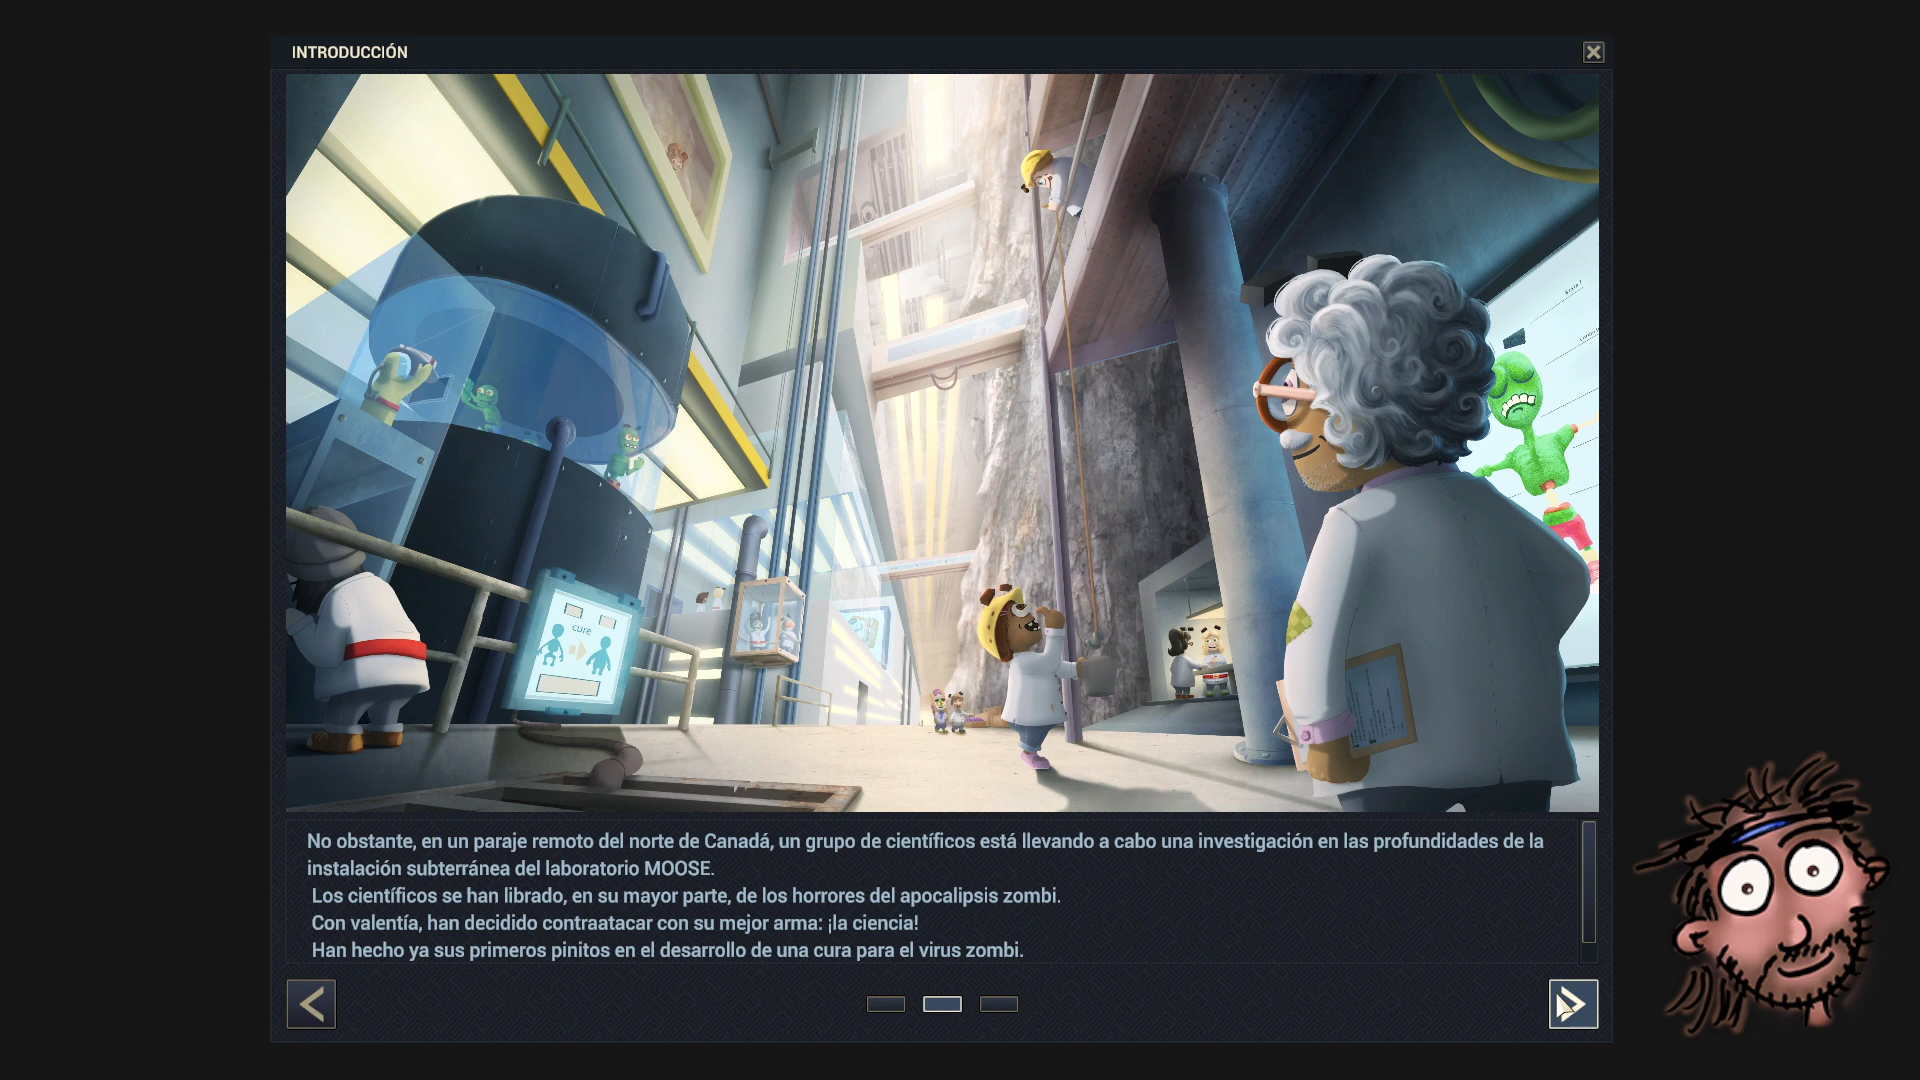 INTRODUCCIÓN
cure
No obstante, en un paraje remoto del norte de Canadá, un grupo de científicos está llevando a cabo una investigación en las profundidades de la
instalación subterránea del laboratorio MOOSE.
Los científicos se han librado, en su mayor parte, de los horrores del apocalipsis zombi.
Con valentía, han decidido contraatacar con su mejor arma: ¡la ciencia!
Han hecho ya sus primeros pinitos en el desarrollo de una cura para el virus zombi.